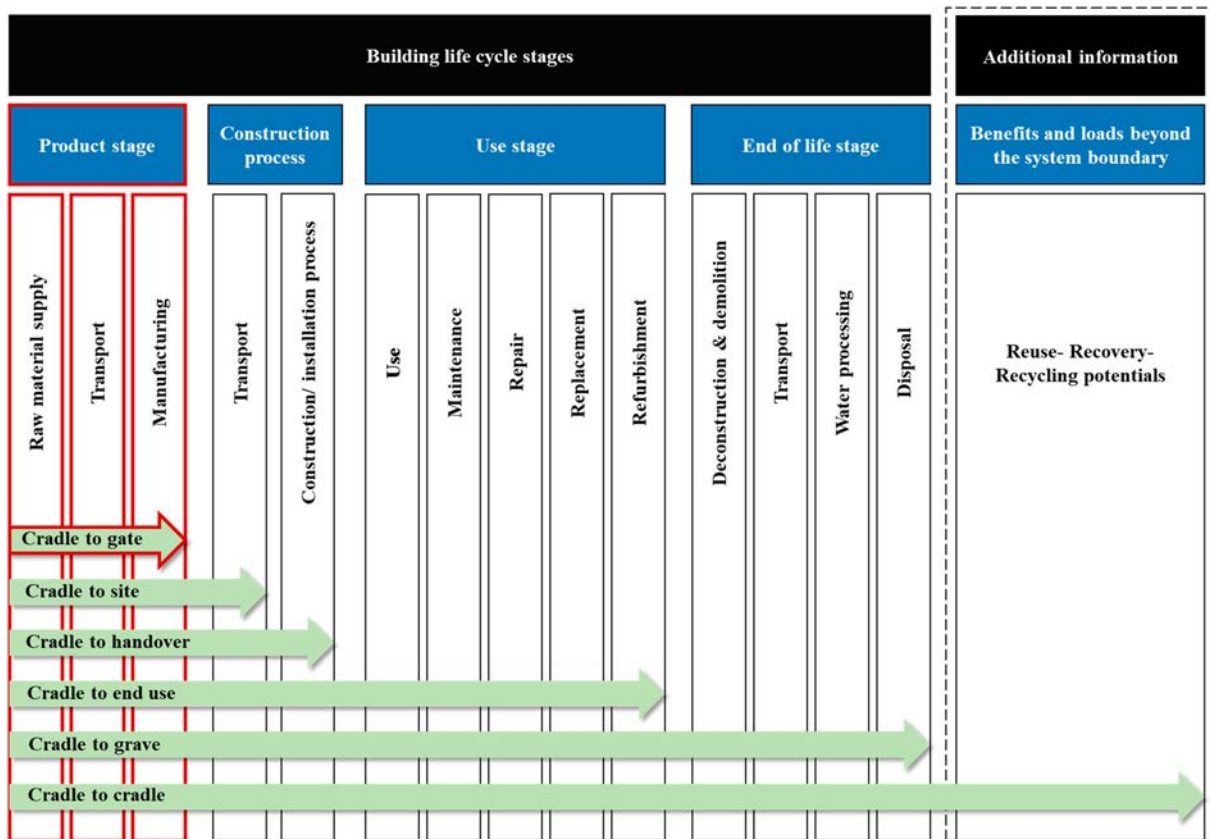 Building life cycle stages
Additional information
Product stage
Construction
process
Use stage
End of life stage
Benefits and loads beyond
the system boundary
Raw material supply
Transport
Manufacturing
Transport
Construction/ installation process
Use
Maintenance
Repair
Replacement
Refurbishment
Deconstruction & demolition
Transport
Water processing
Disposal
Reuse- Recovery-
Recycling potentials
Cradle to gate
Cradle to site
Cradle to handover
Cradle to end use
Cradle to grave
Cradle to cradle